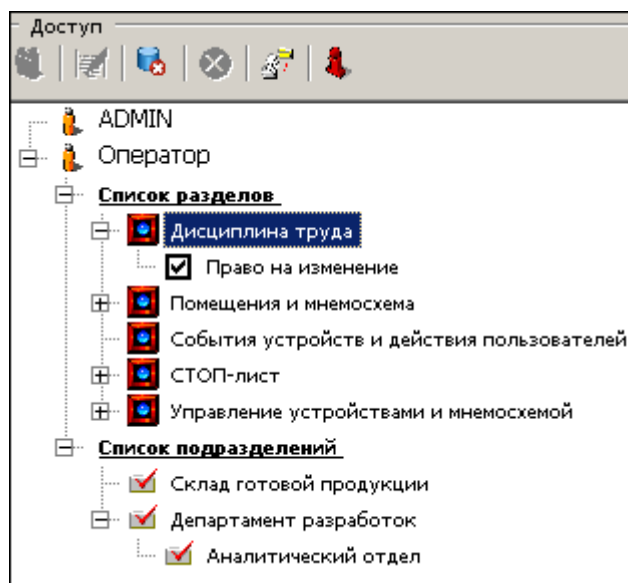 Доступ
ADMIN
Оператор
Список разделов
Дисциплина труда
Право на изменение
Помещения и мнемосхема
События устройств и действия пользователей
СТОП-лист
Управление устройствами и мнемосхемой
Список подразделений
Склад готовой продукции
Департамент разработок
Аналитический отдел